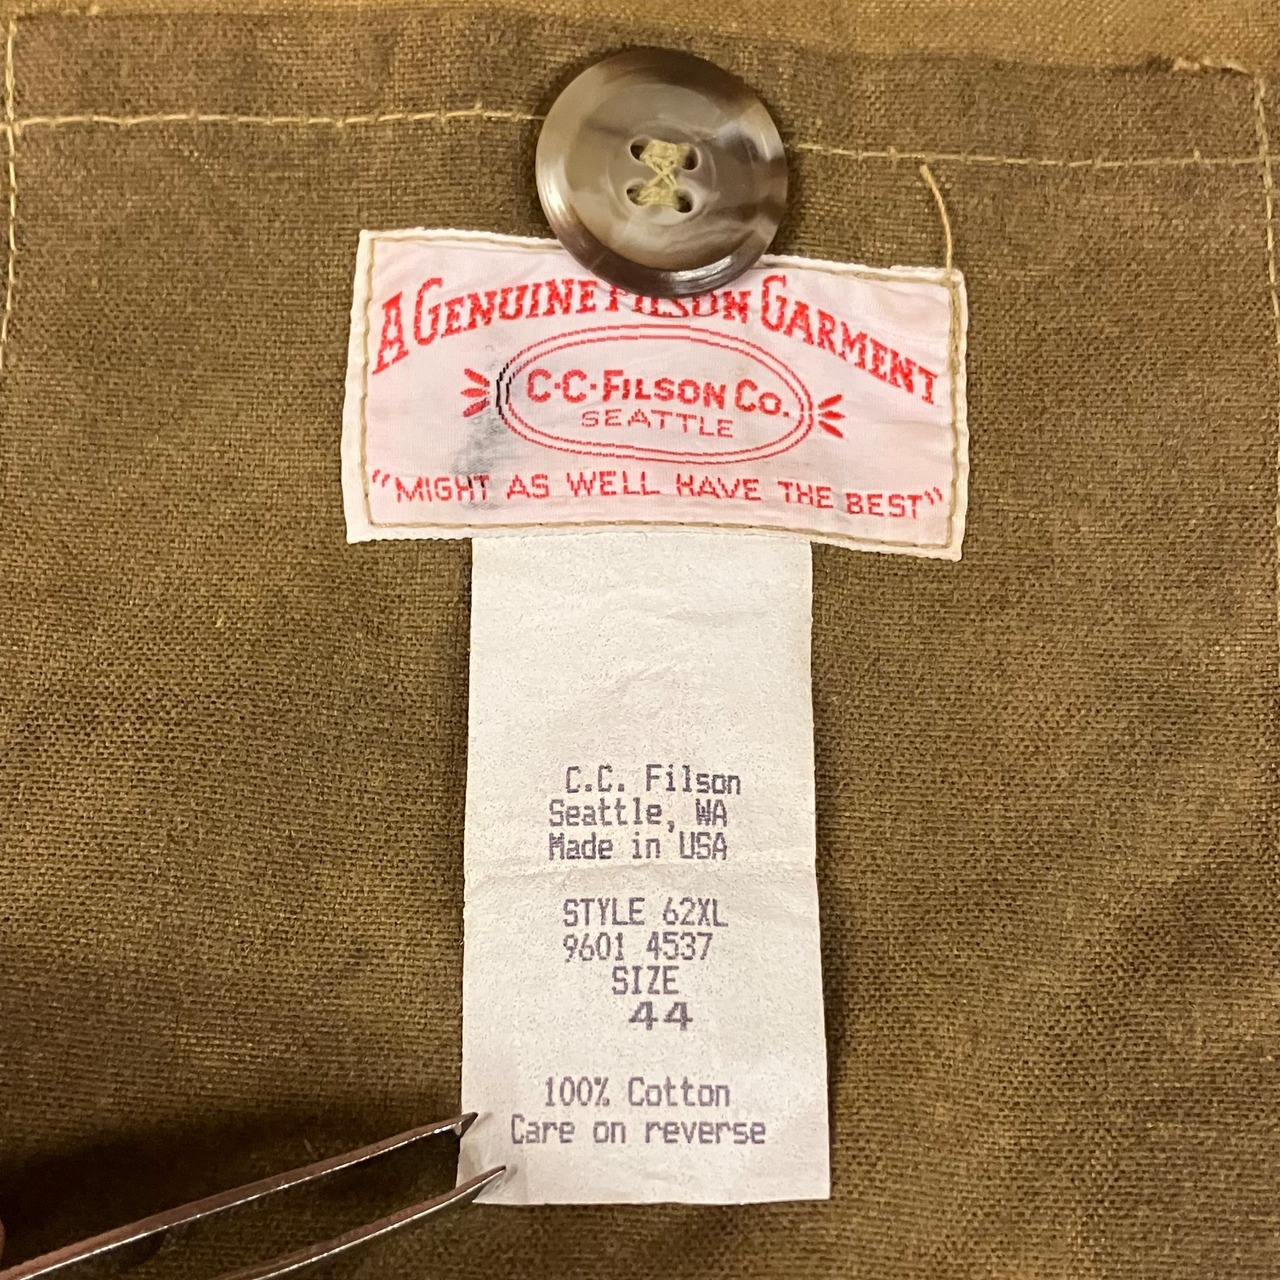 A GENUINE FILSON GARMENT
C·C·FILSON CO.
SEATTLE
"MIGHT AS WELL HAVE THE BEST"
C.C. Filson
Seattle, WA
Made in USA
STYLE 62XL
9601 4537
SIZE
44
100% Cotton
Care on reverse